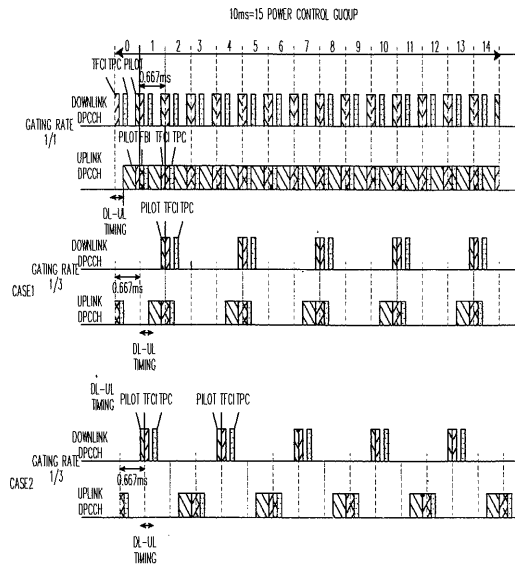 10ms=15 POWER CONTROL GUOUP
0 1 2 3 4 5 6 7 8 9 10 11 12 13 14
TFCI TPC PILOT
0.667ms
DOWNLINK
DPCCH
GATING RATE
1/1
PILOT FBI TFCI TPC
UPLINK
DPCCH
DL-UL
TIMING
PILOT TFCI TPC
DOWNLINK
DPCCH
GATING RATE
1/3
CASE1
0.667ms
UPLINK
DPCCH
DL-UL
TIMING
DL-UL
TIMING
PILOT TFCI TPC
PILOT TFCI TPC
DOWNLINK
DPCCH
GATING RATE
1/3
CASE2
0.667ms
UPLINK
DPCCH
DL-UL
TIMING